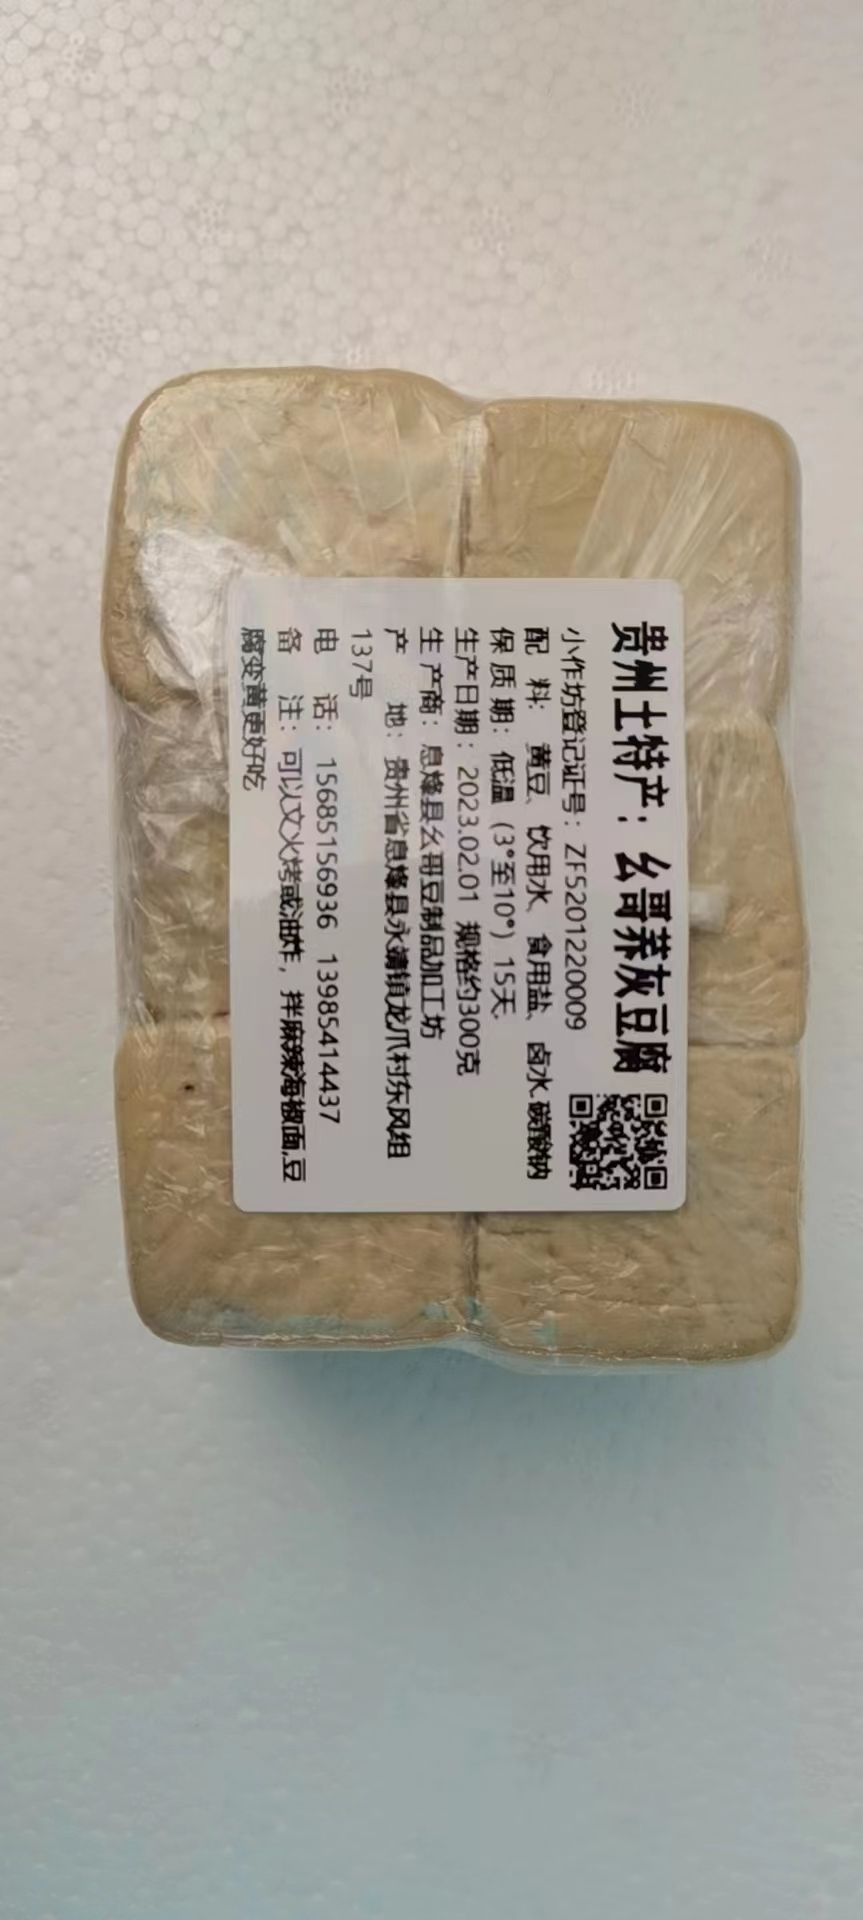 贵州土特产：幺哥荞灰豆腐
小作坊登记证号：ZF5201220009
配 料：黄豆、饮用水、食用盐、卤水,碳酸钠
保 质 期：低温（3°至10°）15天.
生产日期：2023.02.01 规格约300克
生 产 商：息烽县幺哥豆制品加工坊
产 地：贵州省息烽县永靖镇龙爪村东风组
137号
电 话：15685156936 13985414437
备 注：可以文火烤或油炸，拌麻辣海椒面,豆
腐变黄更好吃